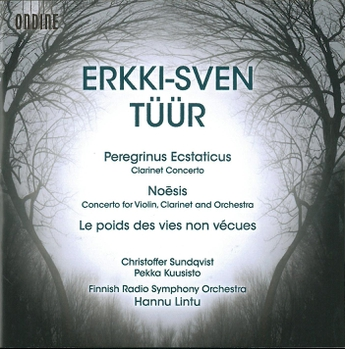 ONDINE
ERKKI-SVEN
TÜÜR
Peregrinus Ecstaticus
Clarinet Concerto
Noēsis
Concerto for Violin, Clarinet and Orchestra
Le poids des vies non vécues
Christoffer Sundqvist
Pekka Kuusisto
Finnish Radio Symphony Orchestra
Hannu Lintu